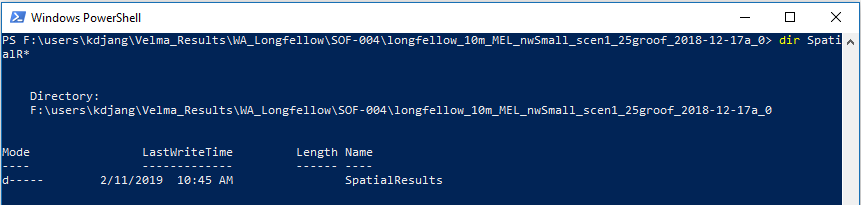 Windows PowerShell
PS F:\users\kdjang\Velma_Results\WA_Longfellow\SOF-004\longfellow_10m_MEL_nwSmall_scen1_25groof_2018-12-17a_0> dir Spati
alR*
Directory:
F:\users\kdjang\Velma_Results\WA_Longfellow\SOF-004\longfellow_10m_MEL_nwSmall_scen1_25groof_2018-12-17a_0
Mode                LastWriteTime         Length Name
----                -------------         ------ ----
d-----        2/11/2019  10:45 AM                SpatialResults